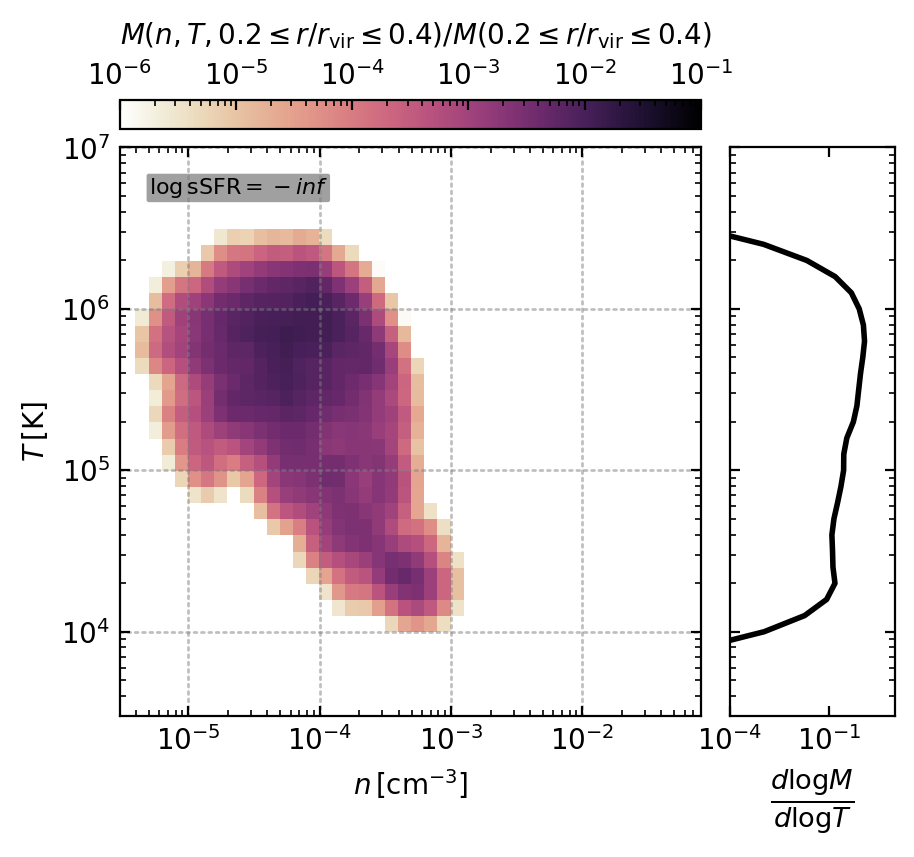 M(n, T, 0.2 ≤ r/r_vir ≤ 0.4)/M(0.2 ≤ r/r_vir ≤ 0.4)
10^−6 10^−5 10^−4 10^−3 10^−2 10^−1
log sSFR = −inf
10^7
10^6
10^5
10^4
T [K]
10^−5 10^−4 10^−3 10^−2
n [cm^−3]
10^−4 10^−1
dlogM
dlogT